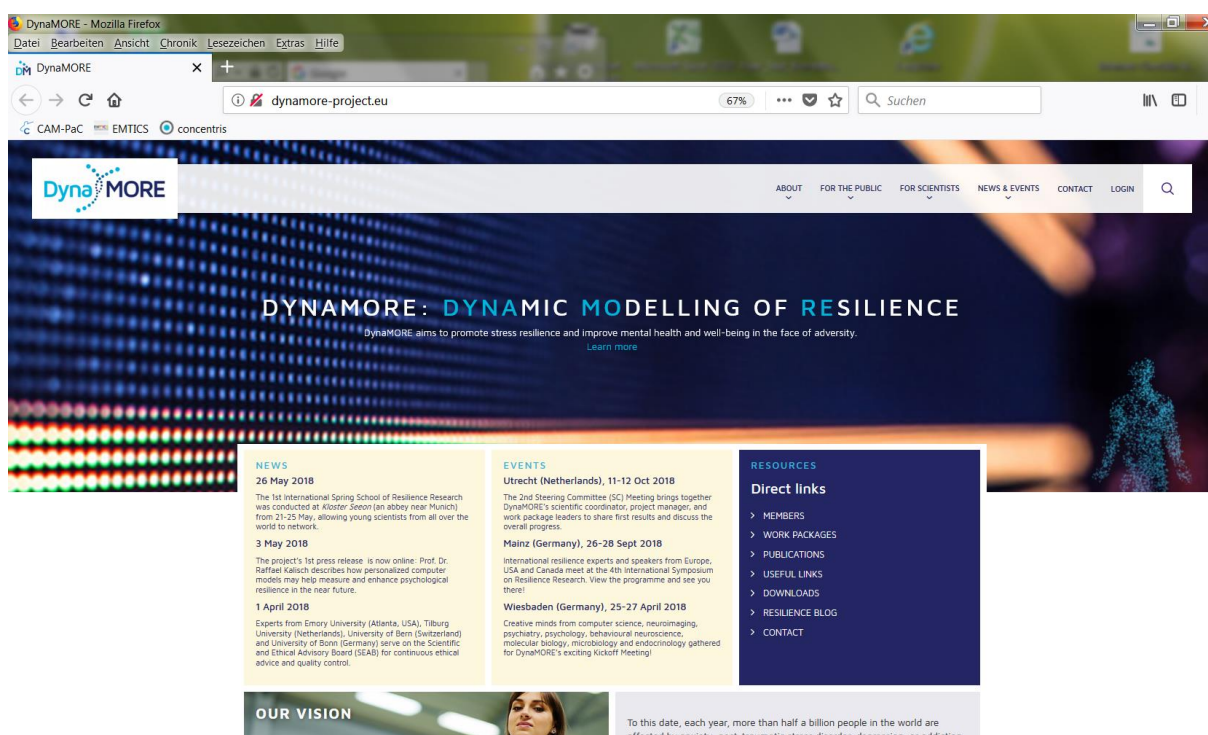 DynaMORE - Mozilla Firefox
Datei Bearbeiten Ansicht Chronik Lesezeichen Extras Hilfe
DM DynaMORE
Google
dynamore-project.eu
67%
Suchen
CAM-PaC EMTICS concentris
DynaMORE
ABOUT FOR THE PUBLIC FOR SCIENTISTS NEWS & EVENTS CONTACT LOGIN
DYNAMORE: DYNAMIC MODELLING OF RESILIENCE
DynaMORE aims to promote stress resilience and improve mental health and well-being in the face of adversity.
Learn more
NEWS
26 May 2018
The 1st International Spring School of Resilience Research
was conducted at Kloster Seeon (an abbey near Munich)
from 21-25 May, allowing young scientists from all over the
world to network.
3 May 2018
The project's 1st press release is now online: Prof. Dr.
Raffael Kalisch describes how personalized computer
models may help measure and enhance psychological
resilience in the near future.
1 April 2018
Experts from Emory University (Atlanta, USA), Tilburg
University (Netherlands), University of Bern (Switzerland)
and University of Bonn (Germany) serve on the Scientific
and Ethical Advisory Board (SEAB) for continuous ethical
advice and quality control.
EVENTS
Utrecht (Netherlands), 11-12 Oct 2018
The 2nd Steering Committee (SC) Meeting brings together
DynaMORE's scientific coordinator, project manager, and
work package leaders to share first results and discuss the
overall progress.
Mainz (Germany), 26-28 Sept 2018
International resilience experts and speakers from Europe,
USA and Canada meet at the 4th International Symposium
on Resilience Research. View the programme and see you
there!
Wiesbaden (Germany), 25-27 April 2018
Creative minds from computer science, neuroimaging,
psychiatry, psychology, behavioural neuroscience,
molecular biology, microbiology and endocrinology gathered
for DynaMORE's exciting Kickoff Meeting!
RESOURCES
Direct links
MEMBERS
WORK PACKAGES
PUBLICATIONS
USEFUL LINKS
DOWNLOADS
RESILIENCE BLOG
CONTACT
OUR VISION
To this date, each year, more than half a billion people in the world are